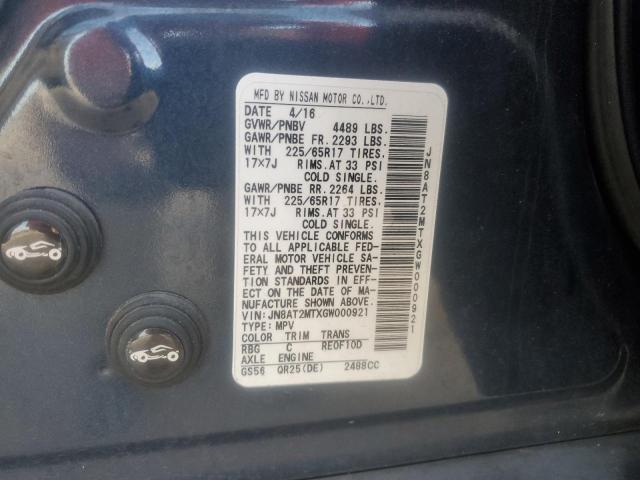 MFD BY NISSAN MOTOR CO.,LTD.
DATE 4/16
GVWR/PNBV 4489 LBS.
GAWR/PNBE FR. 2293 LBS.
WITH 225/65R17 TIRES.
17×7J RIMS.AT 33 PSI
COLD SINGLE.
GAWR/PNBE RR. 2264 LBS.
WITH 225/65R17 TIRES.
17×7J RIMS.AT 33 PSI
COLD SINGLE.
THIS VEHICLE CONFORMS
TO ALL APPLICABLE FED-
ERAL MOTOR VEHICLE SA-
FETY AND THEFT PREVEN-
TION STANDARDS IN EFF-
ECT ON THE DATE OF MA-
NUFACTURE SHOWN ABOVE.
VIN: JN8AT2MTXGW000921
TYPE: MPV
COLOR TRIM TRANS
RBG C RE0F10D
AXLE ENGINE
GS56 QR25(DE) 2488CC
JN8AT2MTXGW000921